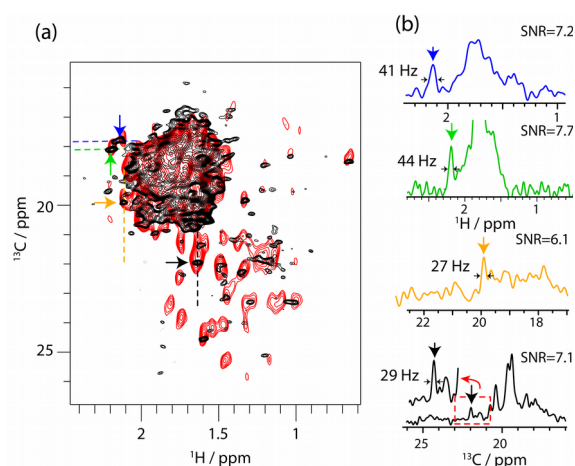 (a)
(b)
SNR=7.2
41 Hz
2
1
SNR=7.7
44 Hz
2
1
¹H / ppm
SNR=6.1
27 Hz
22
20
18
SNR=7.1
29 Hz
25
20
¹³C / ppm
20
25
¹³C / ppm
2
1.5
1
¹H / ppm